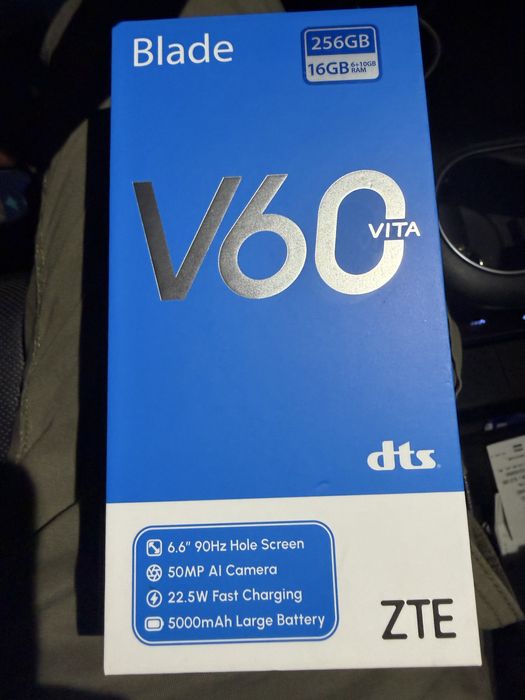 Blade
256GB
16GB 6+10GB RAM
V60
VITA
dts
6.6" 90Hz Hole Screen
50MP AI Camera
22.5W Fast Charging
5000mAh Large Battery
ZTE